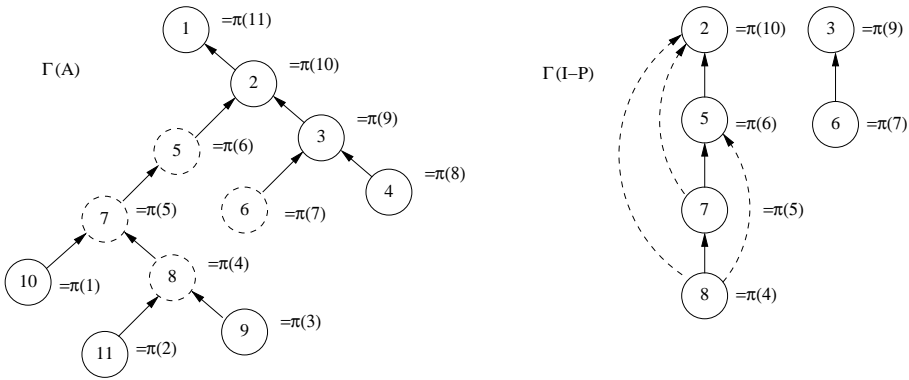 1 =π(11)
Γ(A)
2 =π(10)
3 =π(9)
5 =π(6)
4 =π(8)
6 =π(7)
7 =π(5)
8 =π(4)
10 =π(1)
9 =π(3)
11 =π(2)
Γ(I–P)
2 =π(10)
3 =π(9)
5 =π(6)
6 =π(7)
7 =π(5)
8 =π(4)